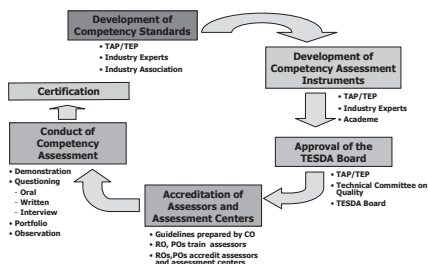 Development of
Competency Standards
• TAP/TEP
• Industry Experts
• Industry Association
Development of
Competency Assessment
Instruments
• TAP/TEP
• Industry Experts
• Academe
Approval of the
TESDA Board
• TAP/TEP
• Technical Committee on
Quality
• TESDA Board
Accreditation of
Assessors and
Assessment Centers
• Guidelines prepared by CO
• RO, POs train assessors
• ROs,POs accredit assessors
and assessment centers
Conduct of
Competency
Assessment
• Demonstration
• Questioning
- Oral
- Written
- Interview
• Portfolio
• Observation
Certification